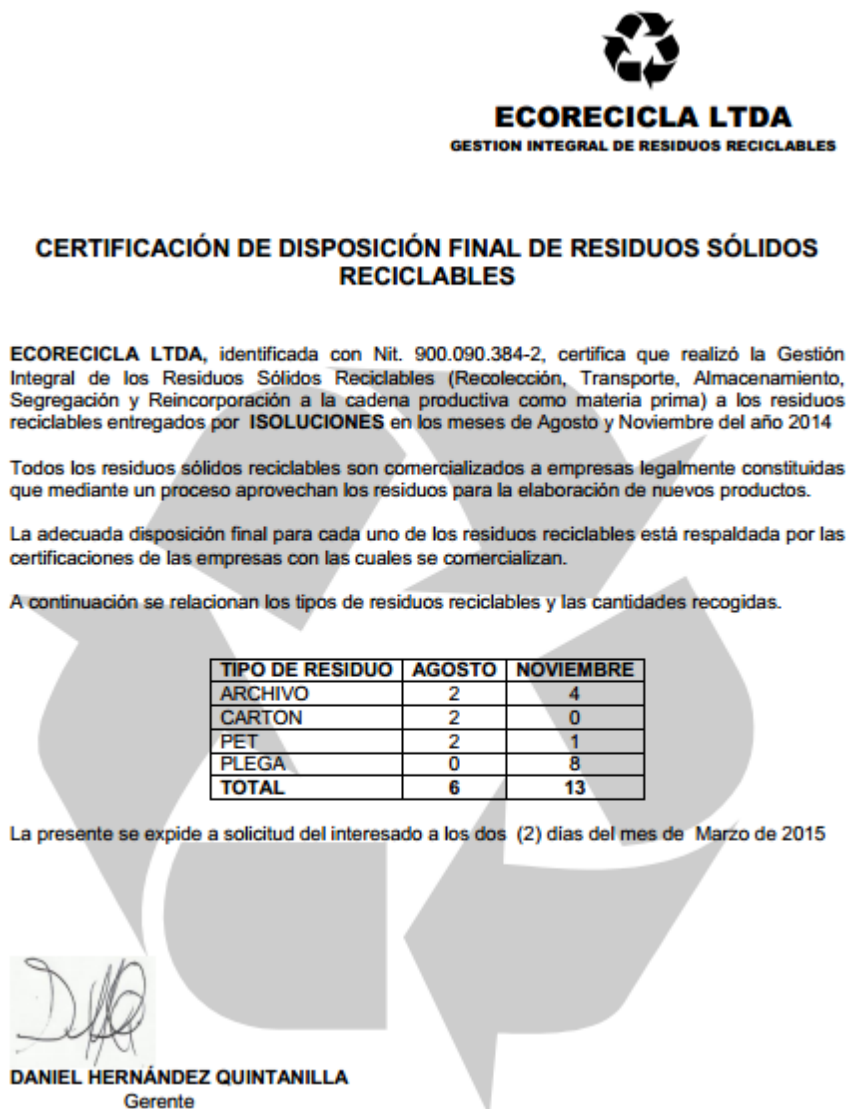 ECORECICLA LTDA
GESTION INTEGRAL DE RESIDUOS RECICLABLES
CERTIFICACIÓN DE DISPOSICIÓN FINAL DE RESIDUOS SÓLIDOS
RECICLABLES
ECORECICLA LTDA, identificada con Nit. 900.090.384-2, certifica que realizó la Gestión
Integral de los Residuos Sólidos Reciclables (Recolección, Transporte, Almacenamiento,
Segregación y Reincorporación a la cadena productiva como materia prima) a los residuos
reciclables entregados por ISOLUCIONES en los meses de Agosto y Noviembre del año 2014
Todos los residuos sólidos reciclables son comercializados a empresas legalmente constituidas
que mediante un proceso aprovechan los residuos para la elaboración de nuevos productos.
La adecuada disposición final para cada uno de los residuos reciclables está respaldada por las
certificaciones de las empresas con las cuales se comercializan.
A continuación se relacionan los tipos de residuos reciclables y las cantidades recogidas.
TIPO DE RESIDUO AGOSTO NOVIEMBRE
ARCHIVO 2 4
CARTON 2 0
PET 2 1
PLEGA 0 8
TOTAL 6 13
La presente se expide a solicitud del interesado a los dos (2) días del mes de Marzo de 2015
DANIEL HERNÁNDEZ QUINTANILLA
Gerente